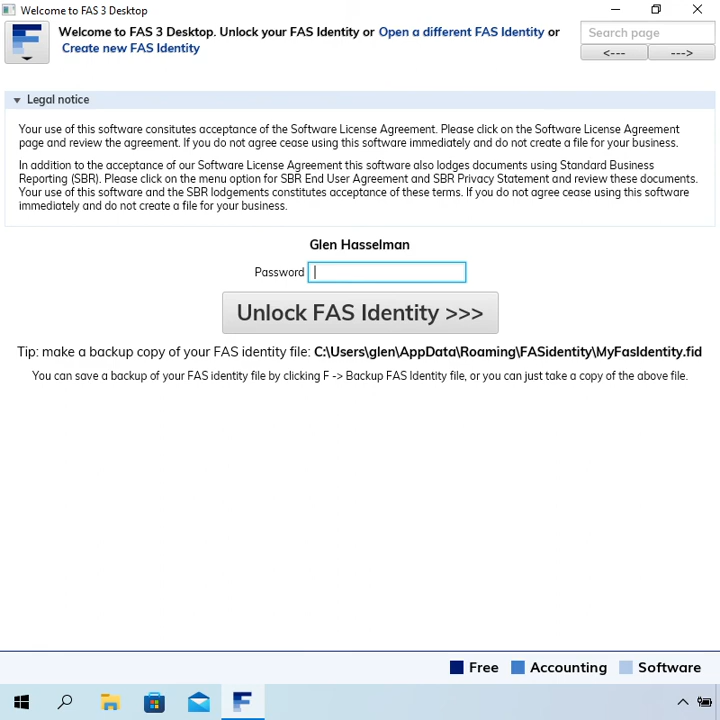 Welcome to FAS 3 Desktop
Welcome to FAS 3 Desktop. Unlock your FAS Identity or Open a different FAS Identity or
Create new FAS Identity
Search page
<--- --->
Legal notice
Your use of this software consitutes acceptance of the Software License Agreement. Please click on the Software License Agreement
page and review the agreement. If you do not agree cease using this software immediately and do not create a file for your business.
In addition to the acceptance of our Software License Agreement this software also lodges documents using Standard Business
Reporting (SBR). Please click on the menu option for SBR End User Agreement and SBR Privacy Statement and review these documents.
Your use of this software and the SBR lodgements constitutes acceptance of these terms. If you do not agree cease using this software
immediately and do not create a file for your business.
Glen Hasselman
Password
Unlock FAS Identity >>>
Tip: make a backup copy of your FAS identity file: C:\Users\glen\AppData\Roaming\FASidentity\MyFasIdentity.fid
You can save a backup of your FAS identity file by clicking F -> Backup FAS Identity file, or you can just take a copy of the above file.
Free Accounting Software